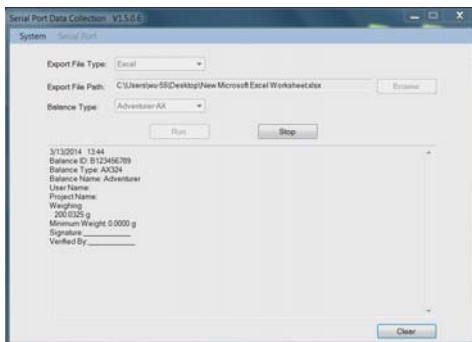 Serial Port Data Collection V1.5.0.6
System Serial Port
Export File Type: Excel
Export File Path: C:\Users\wu-58\Desktop\New Microsoft Excel Worksheet.xlsx Browse
Balance Type: Adventurer-AX
Run Stop
3/13/2014 13:44
Balance ID: B123456789
Balance Type: AX324
Balance Name: Adventurer
User Name:
Project Name:
Weighing
200.0325 g
Minimum Weight: 0.0000 g
Signature:__________
Verified By:__________
Clear